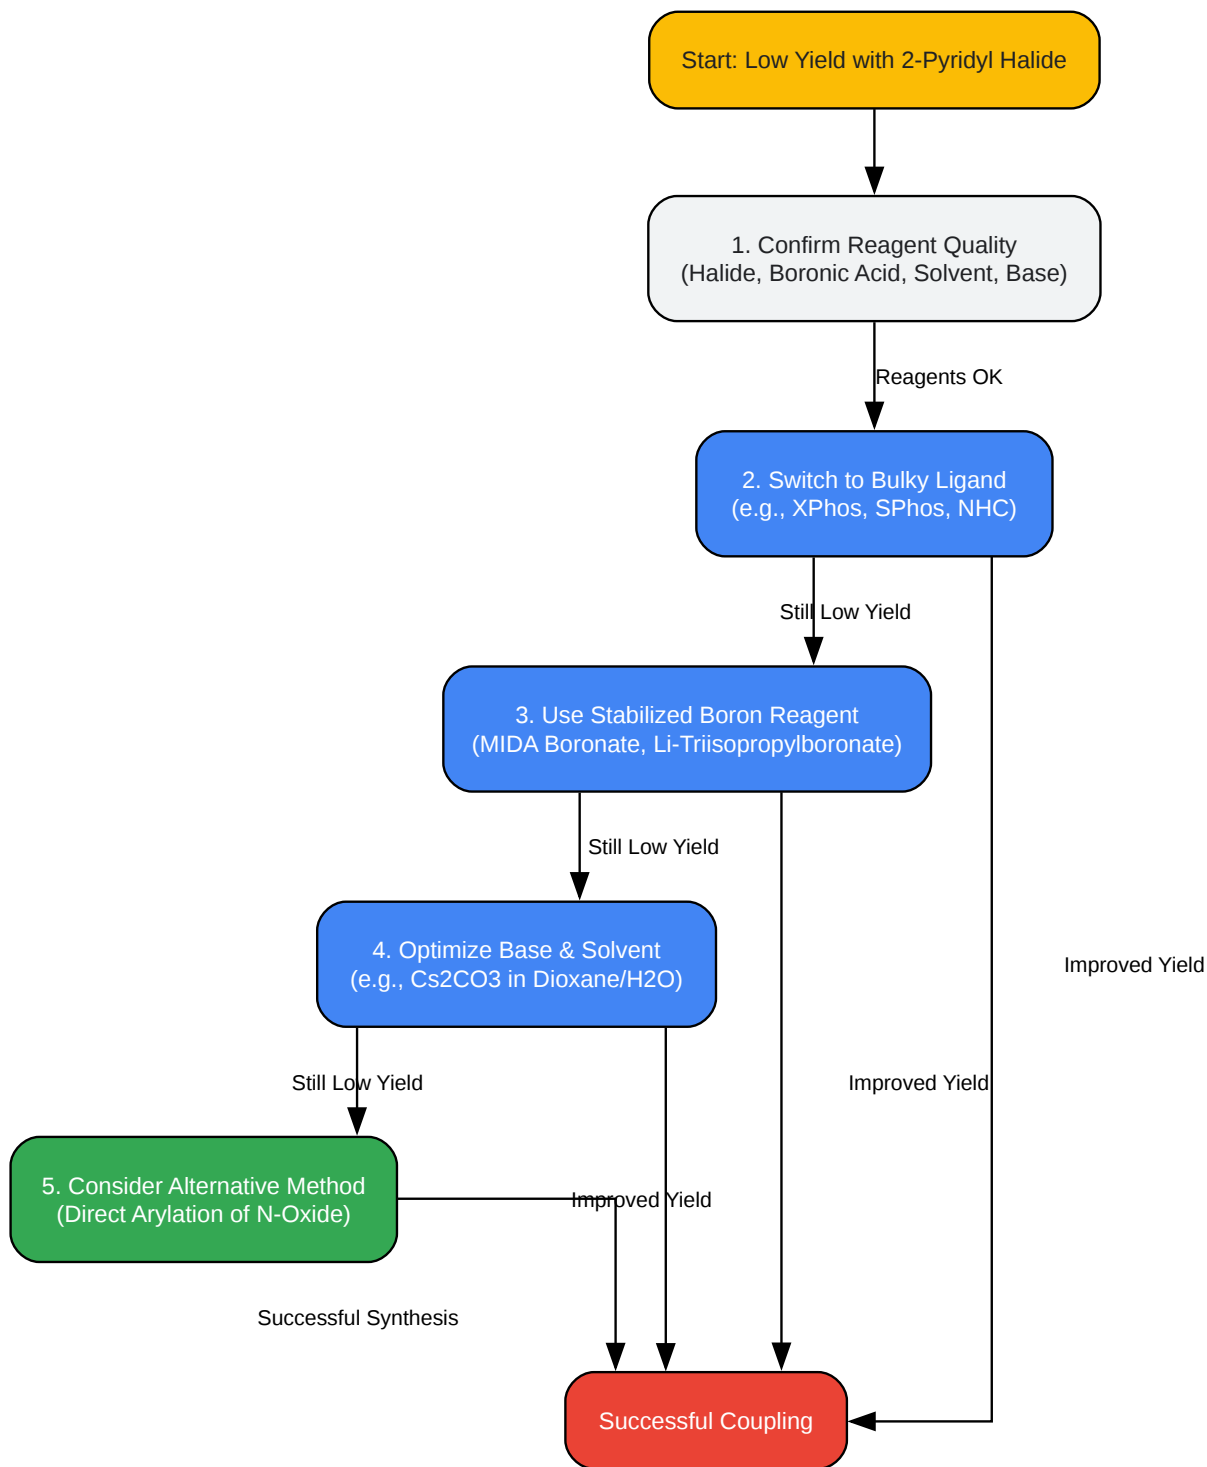 Start: Low Yield with 2-Pyridyl Halide
1. Confirm Reagent Quality
(Halide, Boronic Acid, Solvent, Base)
Reagents OK
2. Switch to Bulky Ligand
(e.g., XPhos, SPhos, NHC)
Still Low Yield
3. Use Stabilized Boron Reagent
(MIDA Boronate, Li-Triisopropylboronate)
Still Low Yield
4. Optimize Base & Solvent
(e.g., Cs2CO3 in Dioxane/H2O)
Improved Yield
Still Low Yield
Improved Yield
5. Consider Alternative Method
(Direct Arylation of N-Oxide)
Improved Yield
Successful Synthesis
Successful Coupling